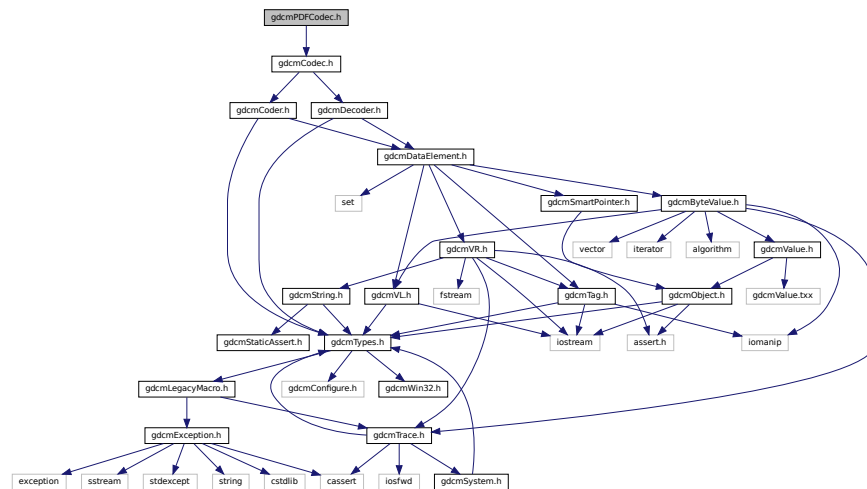 gdcmPDFCodec.h
gdcmCodec.h
gdcmCoder.h
gdcmDecoder.h
gdcmDataElement.h
set
gdcmSmartPointer.h
gdcmByteValue.h
gdcmVR.h
vector
iterator
algorithm
gdcmValue.h
gdcmString.h
gdcmVL.h
fstream
gdcmTag.h
gdcmObject.h
gdcmValue.txx
gdcmStaticAssert.h
gdcmTypes.h
iostream
assert.h
iomanip
gdcmLegacyMacro.h
gdcmConfigure.h
gdcmWin32.h
gdcmException.h
gdcmTrace.h
exception
sstream
stdexcept
string
cstdlib
cassert
iosfwd
gdcmSystem.h